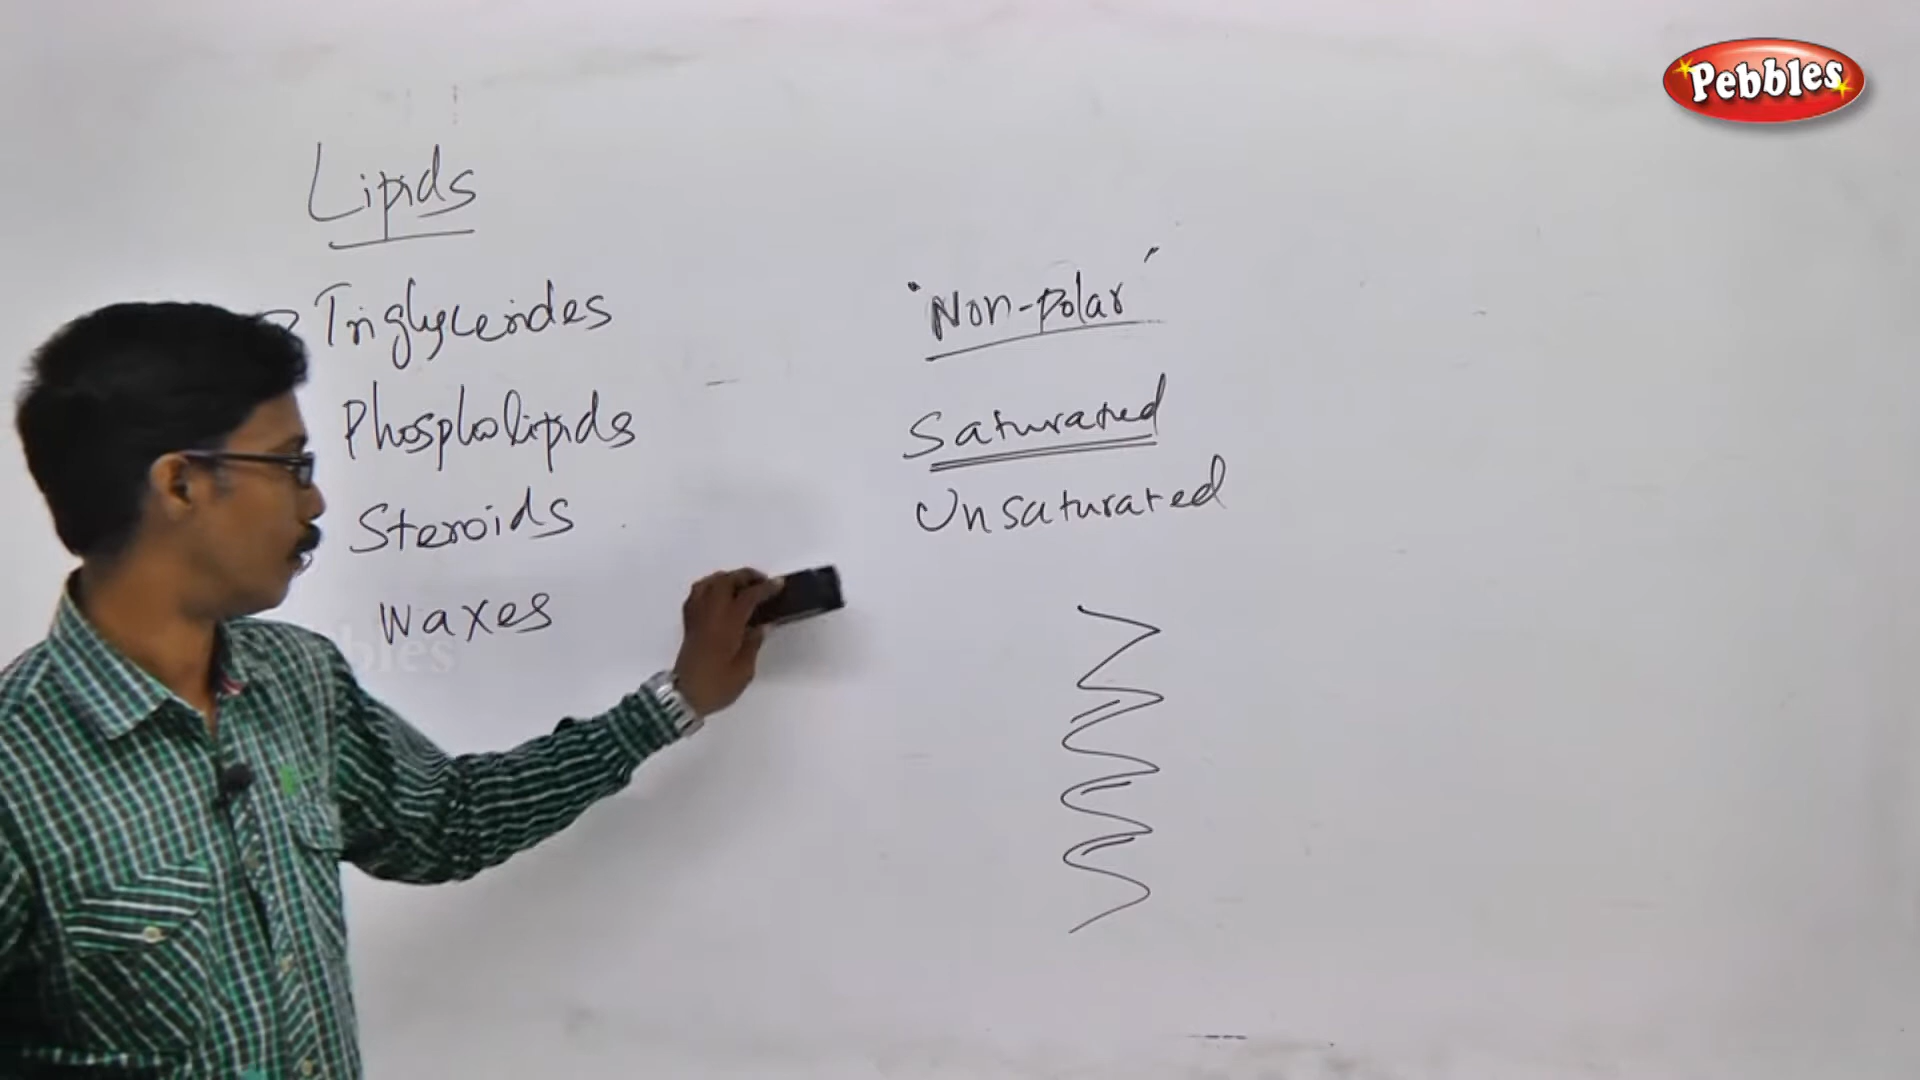 Pebbles
Lipids
Triglycerides
Phospholipids
Steroids
Waxes
"Non-polar"
Saturated
Unsaturated